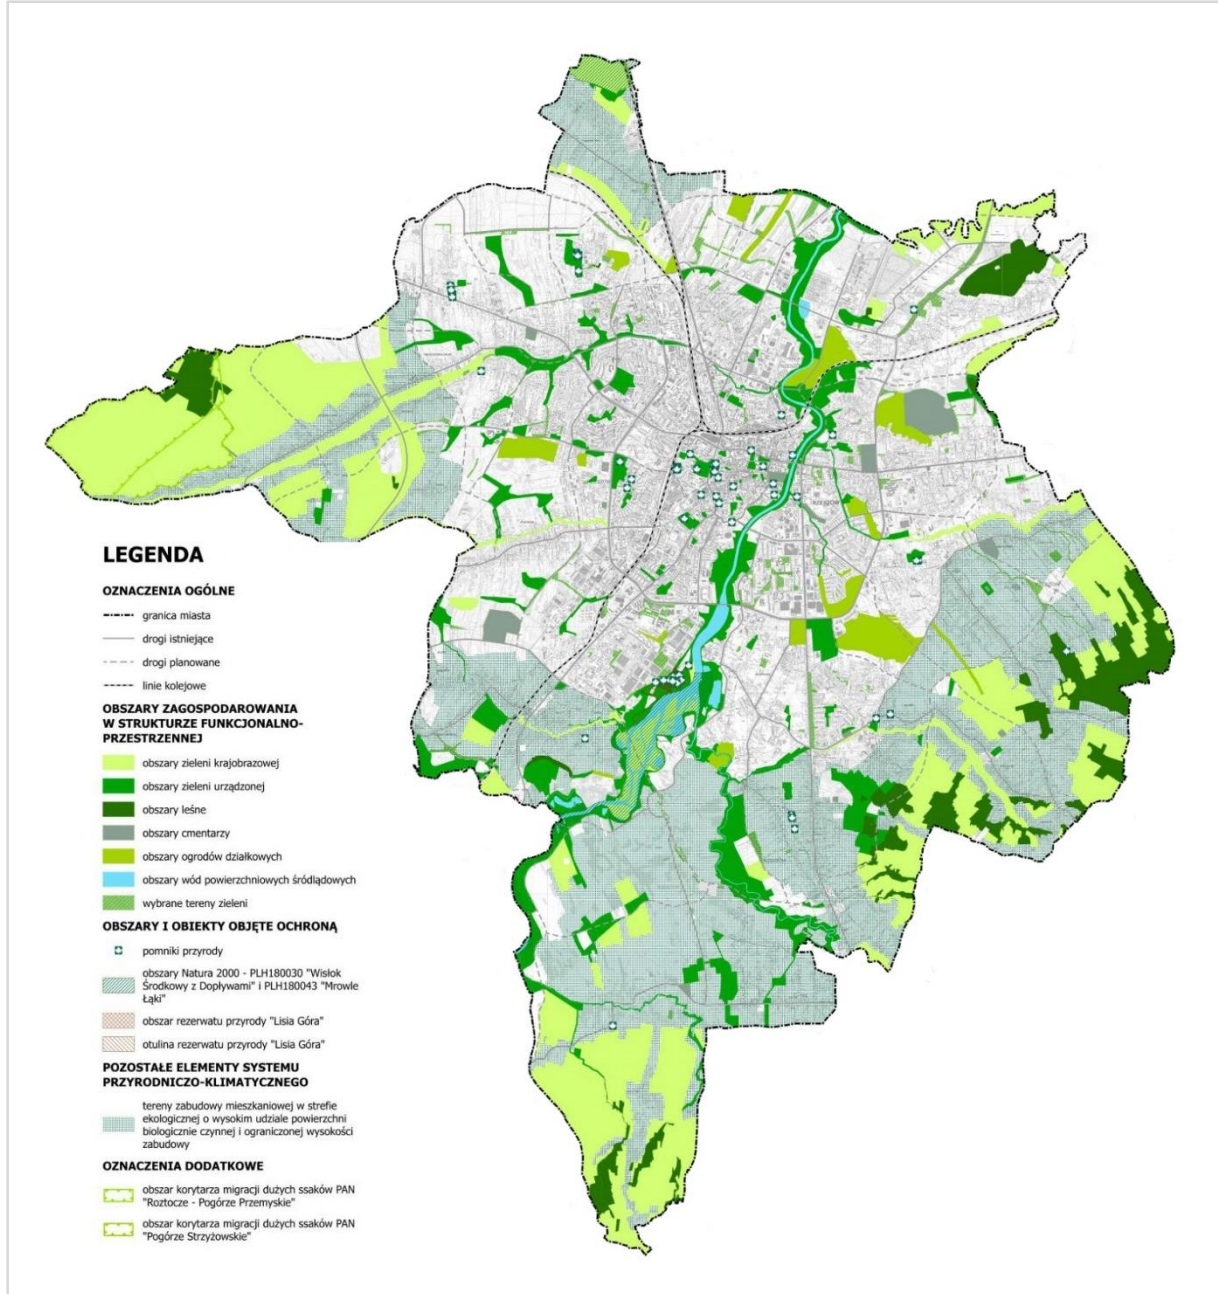 LEGENDA
OZNACZENIA OGÓLNE
granica miasta
drogi istniejące
drogi planowane
linie kolejowe
OBSZARY ZAGOSPODAROWANIA
W STRUKTURZE FUNKCJONALNO-
PRZESTRZENNEJ
obszary zieleni krajobrazowej
obszary zieleni urządzonej
obszary leśne
obszary cmentarzy
obszary ogrodów działkowych
obszary wód powierzchniowych śródlądowych
wybrane tereny zieleni
OBSZARY I OBIEKTY OBJĘTE OCHRONĄ
pomniki przyrody
obszary Natura 2000 - PLH180030 "Wisłok
Środkowy z Dopływami" i PLH180043 "Mrowle
Łąki"
obszar rezerwatu przyrody "Lisia Góra"
otulina rezerwatu przyrody "Lisia Góra"
POZOSTAŁE ELEMENTY SYSTEMU
PRZYRODNICZO-KLIMATYCZNEGO
tereny zabudowy mieszkaniowej w strefie
ekologicznej o wysokim udziale powierzchni
biologicznie czynnej i ograniczonej wysokości
zabudowy
OZNACZENIA DODATKOWE
obszar korytarza migracji dużych ssaków PAN
"Roztocze - Pogórze Przemyskie"
obszar korytarza migracji dużych ssaków PAN
"Pogórze Strzyżowskie"